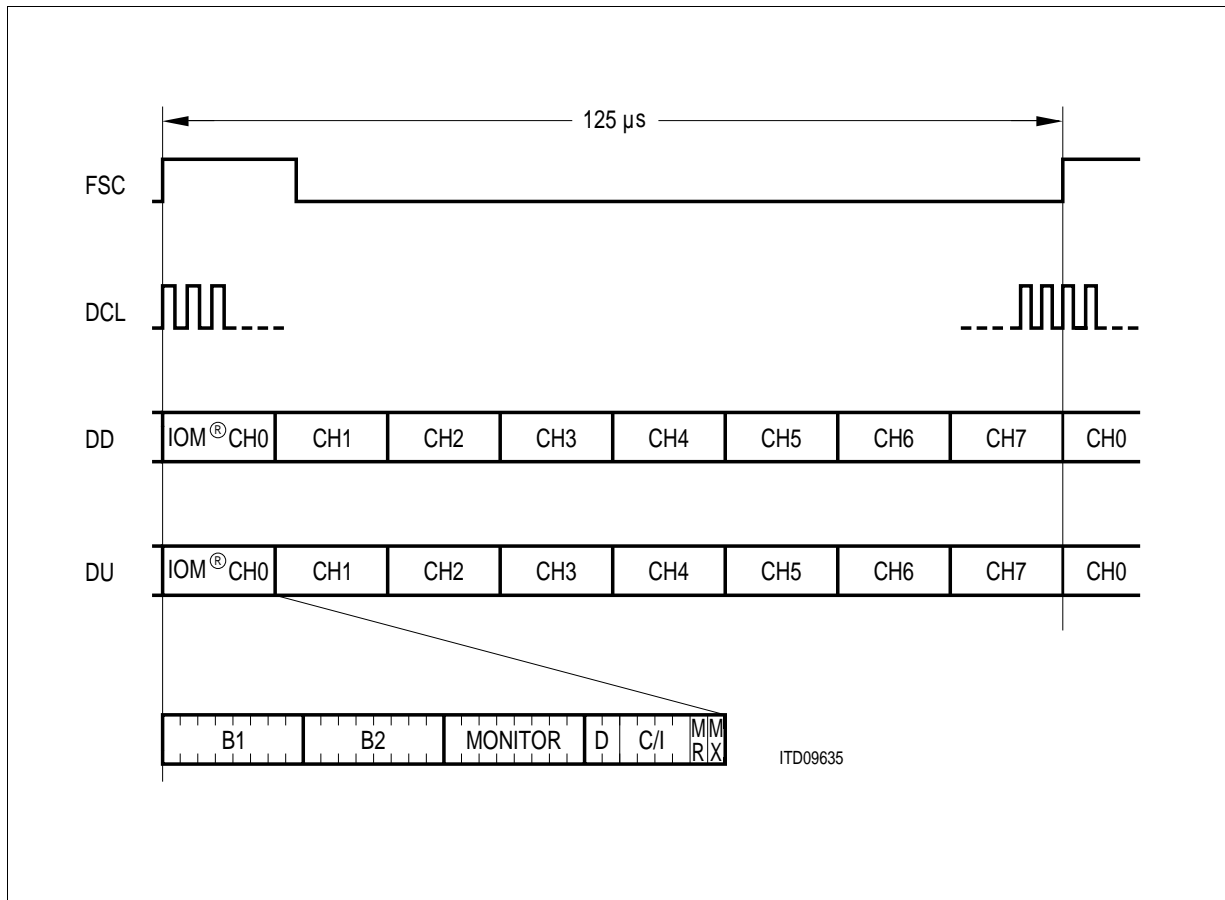 125 µs
FSC
DCL
DD IOM® CH0 CH1 CH2 CH3 CH4 CH5 CH6 CH7 CH0
DU IOM® CH0 CH1 CH2 CH3 CH4 CH5 CH6 CH7 CH0
B1 B2 MONITOR D C/I MR MX
ITD09635